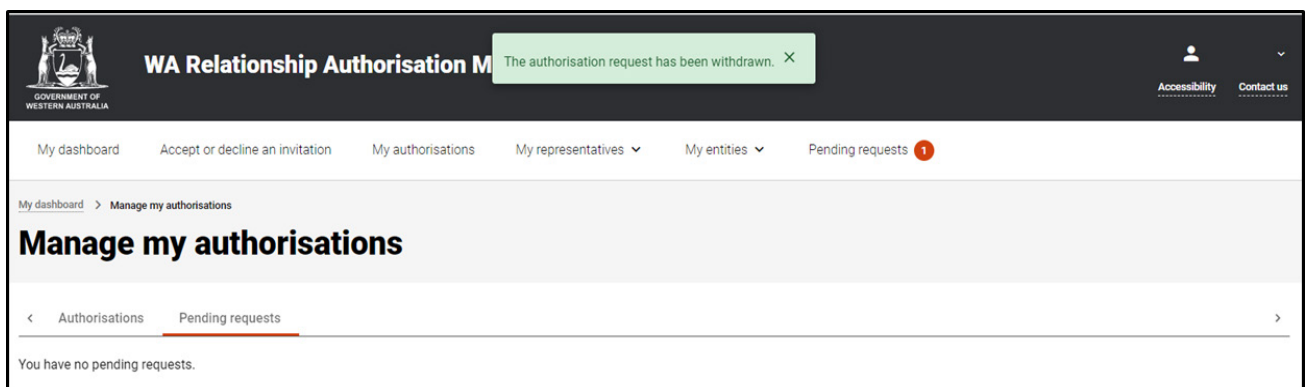 GOVERNMENT OF
WESTERN AUSTRALIA
WA Relationship Authorisation M
The authorisation request has been withdrawn.
Accessibility
Contact us
My dashboard Accept or decline an invitation My authorisations My representatives My entities Pending requests 1
My dashboard > Manage my authorisations
Manage my authorisations
< Authorisations Pending requests >
You have no pending requests.